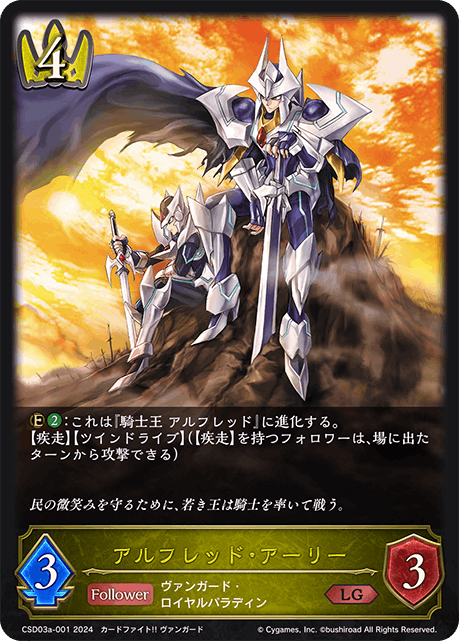 4
E 2:これは『騎士王 アルフレッド』に進化する。
【疾走】【ツインドライブ】(【疾走】を持つフォロワーは、場に出た
ターンから攻撃できる)
民の微笑みを守るために、若き王は騎士を率いて戦う。
アルフレッド・アーリー
3
Follower
ヴァンガード・
ロイヤルパラディン
LG
3
CSD03a-001 2024 カードファイト!! ヴァンガード
© Cygames, Inc. ©bushiroad All Rights Reserved.